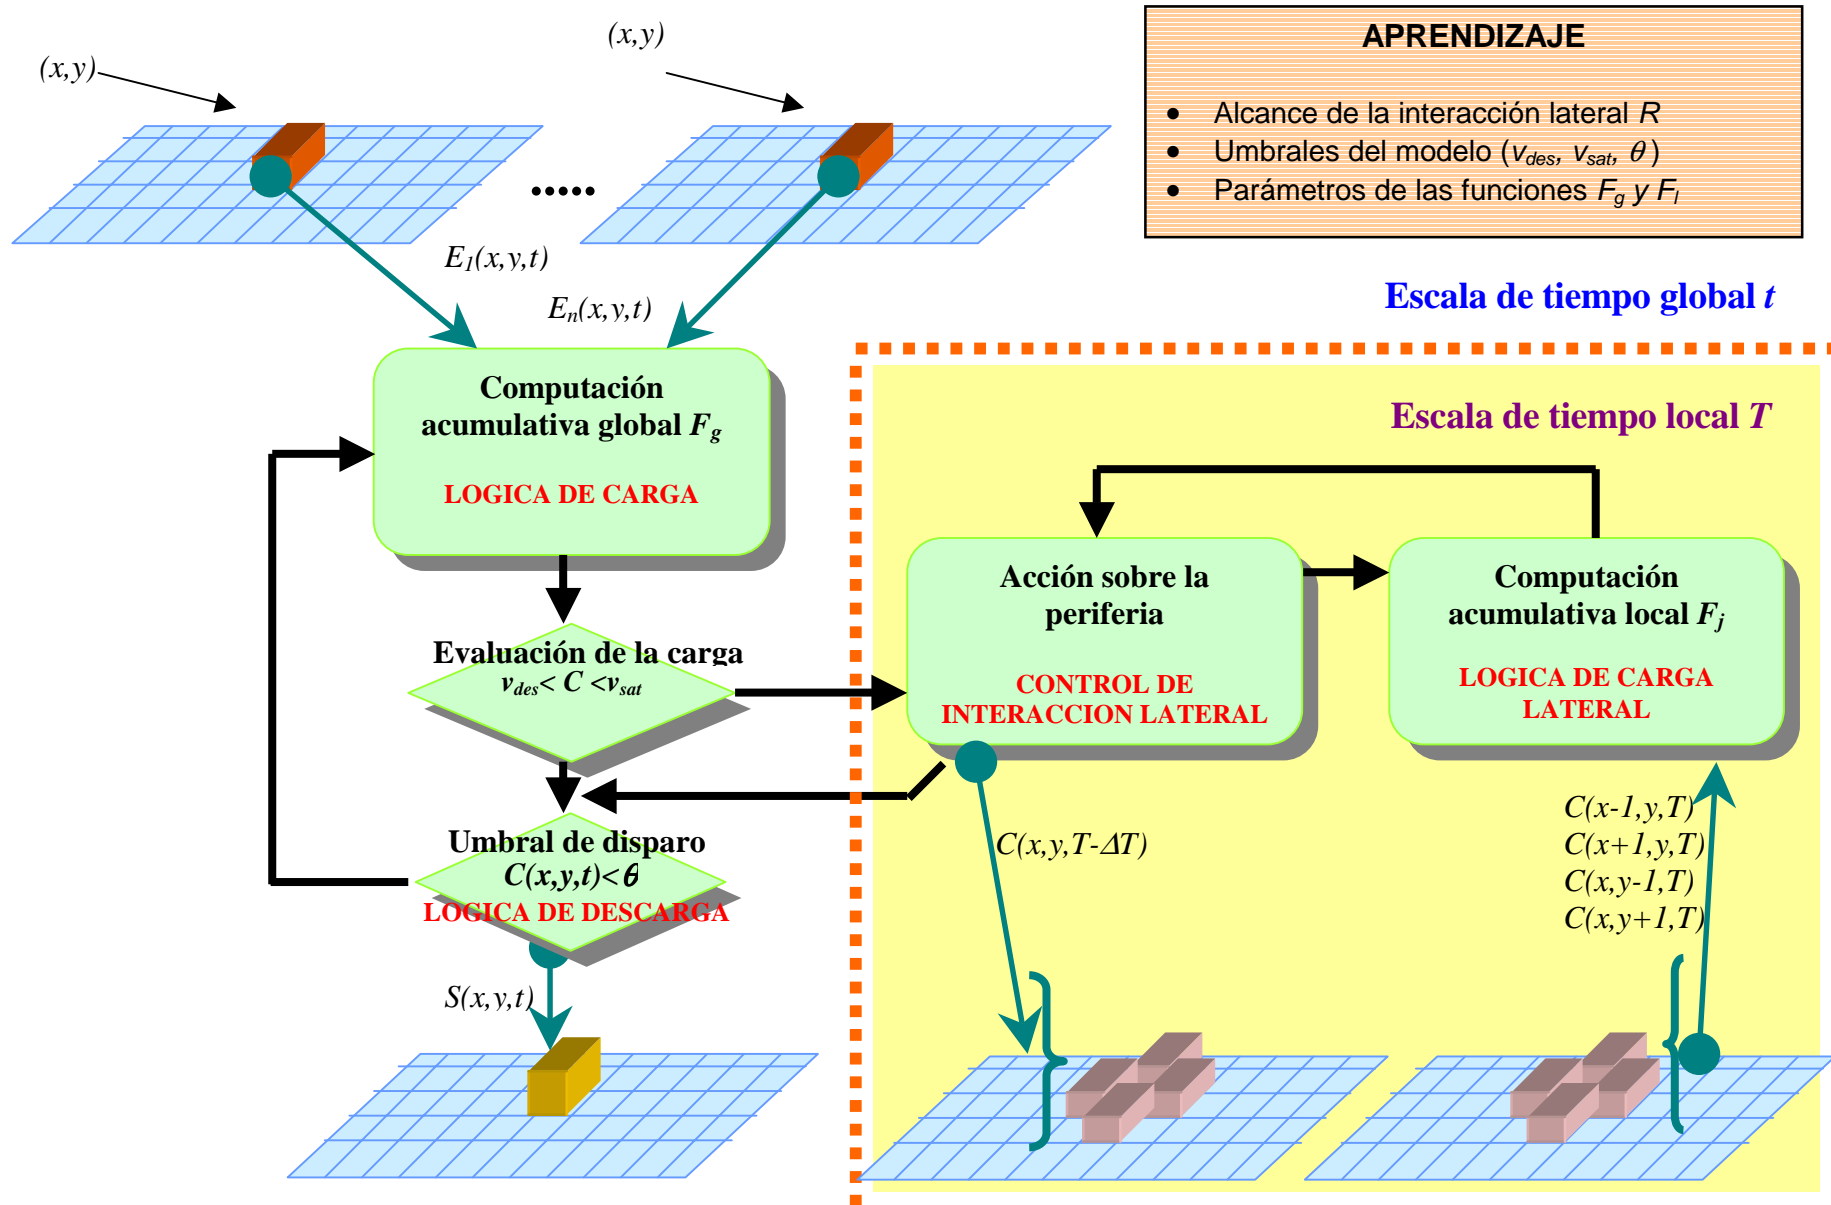 (x,y)
(x,y)
APRENDIZAJE
• Alcance de la interacción lateral R
• Umbrales del modelo (v_des, v_sat, θ)
• Parámetros de las funciones F_g y F_l
.....
E_1(x,y,t)
E_n(x,y,t)
Escala de tiempo global t
Computación
acumulativa global F_g
LOGICA DE CARGA
Escala de tiempo local T
Acción sobre la
periferia
CONTROL DE
INTERACCION LATERAL
Computación
acumulativa local F_j
LOGICA DE CARGA
LATERAL
Evaluación de la carga
v_des< C <v_sat
Umbral de disparo
C(x,y,t)<θ
LOGICA DE DESCARGA
C(x,y,T-ΔT)
C(x-1,y,T)
C(x+1,y,T)
C(x,y-1,T)
C(x,y+1,T)
S(x,y,t)